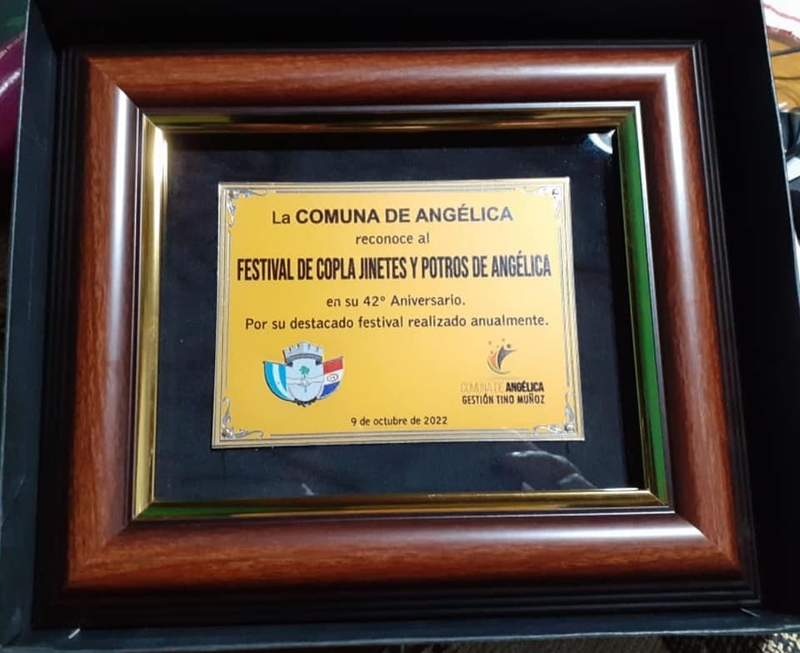 La COMUNA DE ANGÉLICA
reconoce al
FESTIVAL DE COPLA JINETES Y POTROS DE ANGÉLICA
en su 42º Aniversario.
Por su destacado festival realizado anualmente.
COMUNA DE ANGÉLICA
GESTIÓN TINO MUÑOZ
9 de octubre de 2022